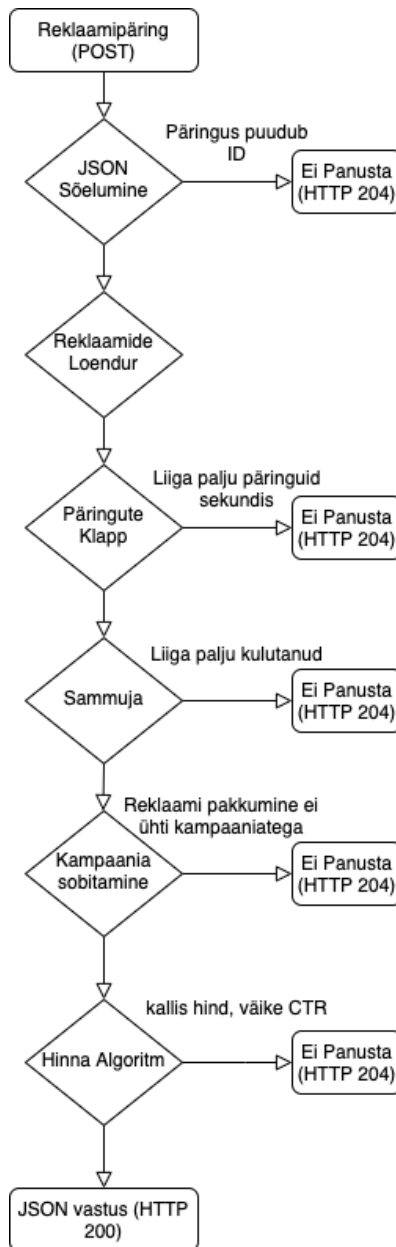 Reklaamipäring
(POST)
Päringus puudub
ID
JSON
Sõelumine
Ei Panusta
(HTTP 204)
Reklaamide
Loendur
Liiga palju päringuid
sekundis
Päringute
Klapp
Ei Panusta
(HTTP 204)
Liiga palju kulutanud
Sammuja
Ei Panusta
(HTTP 204)
Reklaami pakkumine ei
ühti kampaaniatega
Kampaania
sobitamine
Ei Panusta
(HTTP 204)
kallis hind, väike CTR
Hinna Algoritm
Ei Panusta
(HTTP 204)
JSON vastus (HTTP
200)